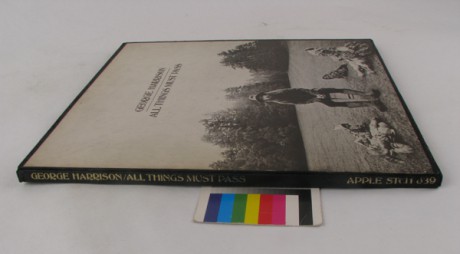 GEORGE HARRISON
ALL THINGS MUST PASS
GEORGE HARRISON/ALL THINGS MUST PASS APPLE STCH 639